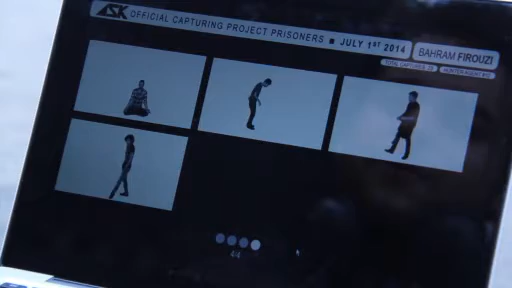 ASK OFFICIAL CAPTURING PROJECT PRISONERS ■ JULY 1ST 2014
BAHRAM FIROUZI
4/4